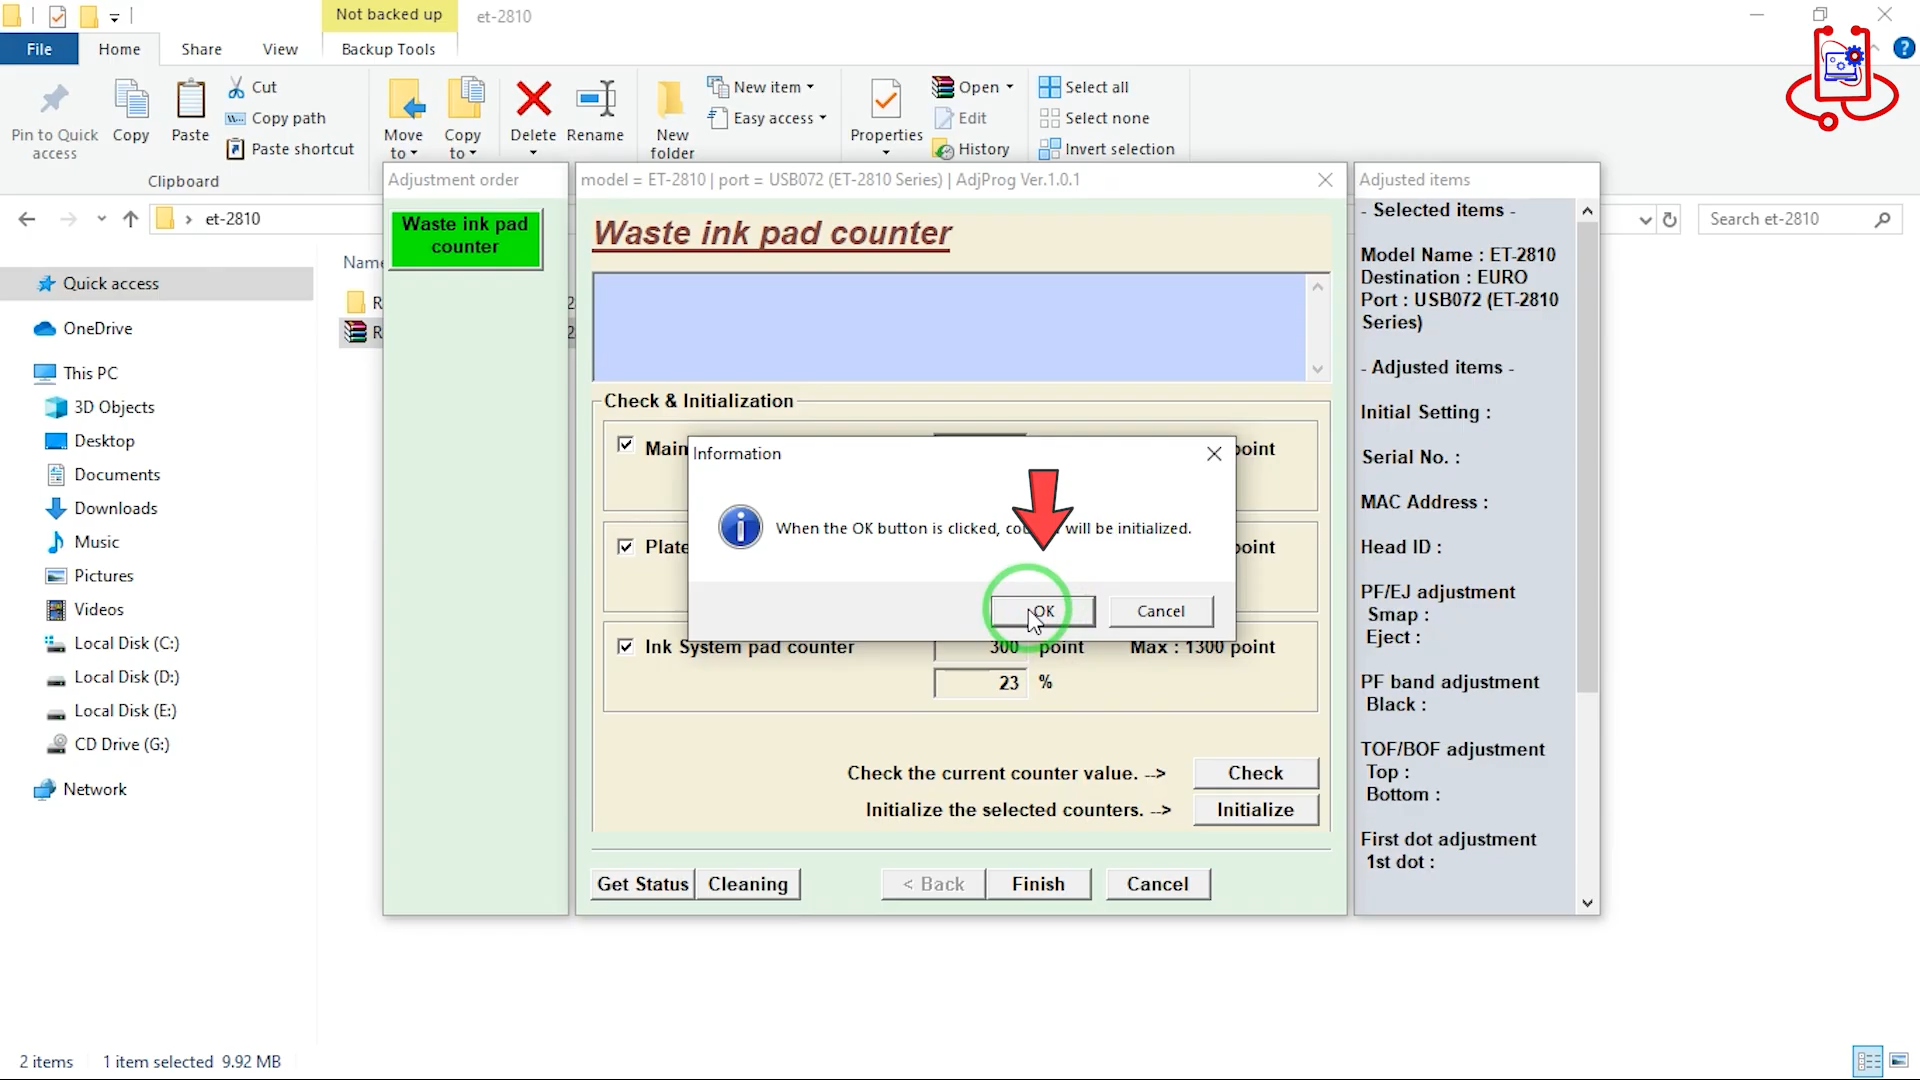 Not backed up
et-2810
File
Home
Share
View
Backup Tools
Pin to Quick access
Copy
Paste
Cut
Copy path
Paste shortcut
Move to
Copy to
Delete
Rename
New folder
New item
Easy access
Properties
Open
Edit
History
Select all
Select none
Invert selection
Clipboard
et-2810
Search et-2810
Quick access
OneDrive
This PC
3D Objects
Desktop
Documents
Downloads
Music
Pictures
Videos
Local Disk (C:)
Local Disk (D:)
Local Disk (E:)
CD Drive (G:)
Network
Adjustment order
Waste ink pad
counter
model = ET-2810 | port = USB072 (ET-2810 Series) | AdjProg Ver.1.0.1
Waste ink pad counter
Check & Initialization
point
point
Information
When the OK button is clicked, will be initialized.
OK
Cancel
Ink System pad counter 300 point Max : 1300 point
23 %
Check the current counter value. --> Check
Initialize the selected counters. --> Initialize
Get Status
Cleaning
< Back
Finish
Cancel
Adjusted items
- Selected items -
Model Name : ET-2810
Destination : EURO
Port : USB072 (ET-2810
Series)
- Adjusted items -
Initial Setting :
Serial No. :
MAC Address :
Head ID :
PF/EJ adjustment
Smap :
Eject :
PF band adjustment
Black :
TOF/BOF adjustment
Top :
Bottom :
First dot adjustment
1st dot :
2 items
1 item selected 9.92 MB